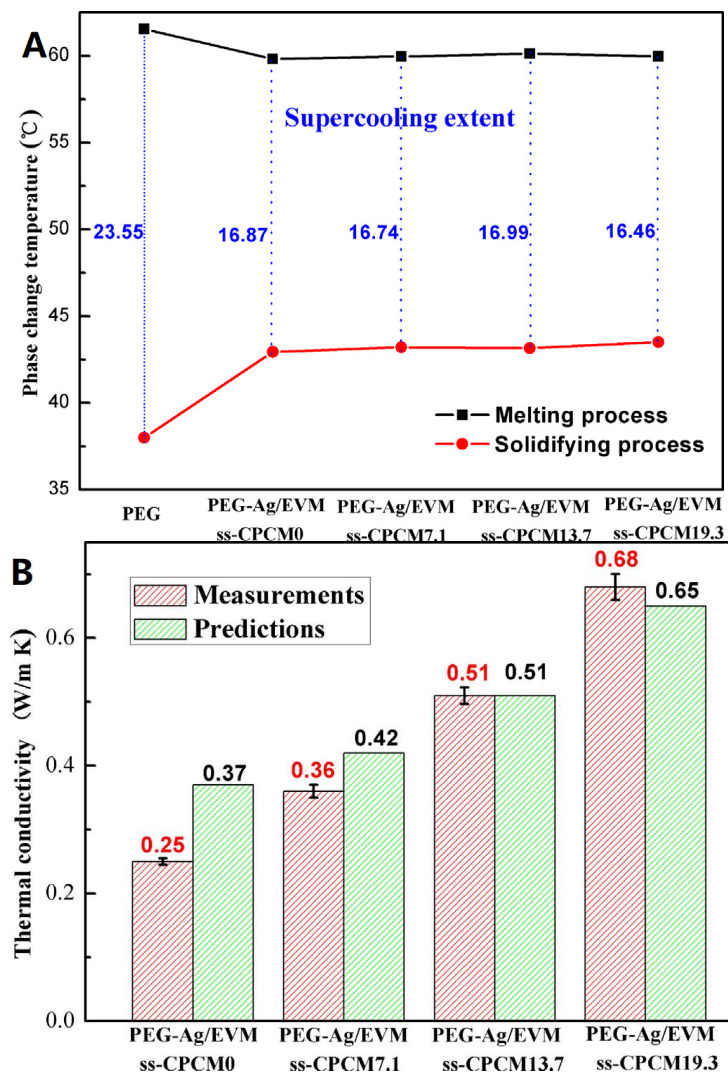 A
Phase change temperature (℃)
60
55
50
45
40
35
Supercooling extent
23.55
16.87
16.74
16.99
16.46
Melting process
Solidifying process
PEG
PEG-Ag/EVM
ss-CPCM0
PEG-Ag/EVM
ss-CPCM7.1
PEG-Ag/EVM
ss-CPCM13.7
PEG-Ag/EVM
ss-CPCM19.3
B
Thermal conductivity (W/m K)
0.6
0.4
0.2
0.0
Measurements
Predictions
0.25
0.37
0.36
0.42
0.51
0.51
0.68
0.65
PEG-Ag/EVM
ss-CPCM0
PEG-Ag/EVM
ss-CPCM7.1
PEG-Ag/EVM
ss-CPCM13.7
PEG-Ag/EVM
ss-CPCM19.3